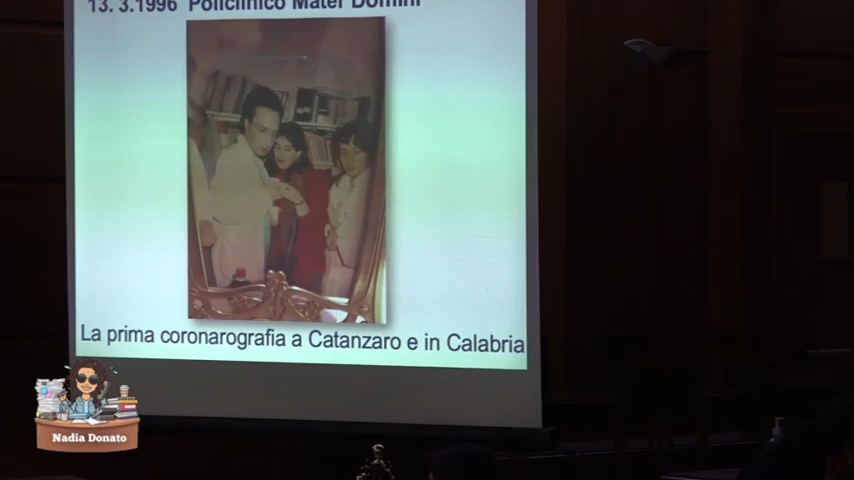 13. 3.1996 Policlinico Mater Domini
La prima coronarografia a Catanzaro e in Calabria
Nadia Donato